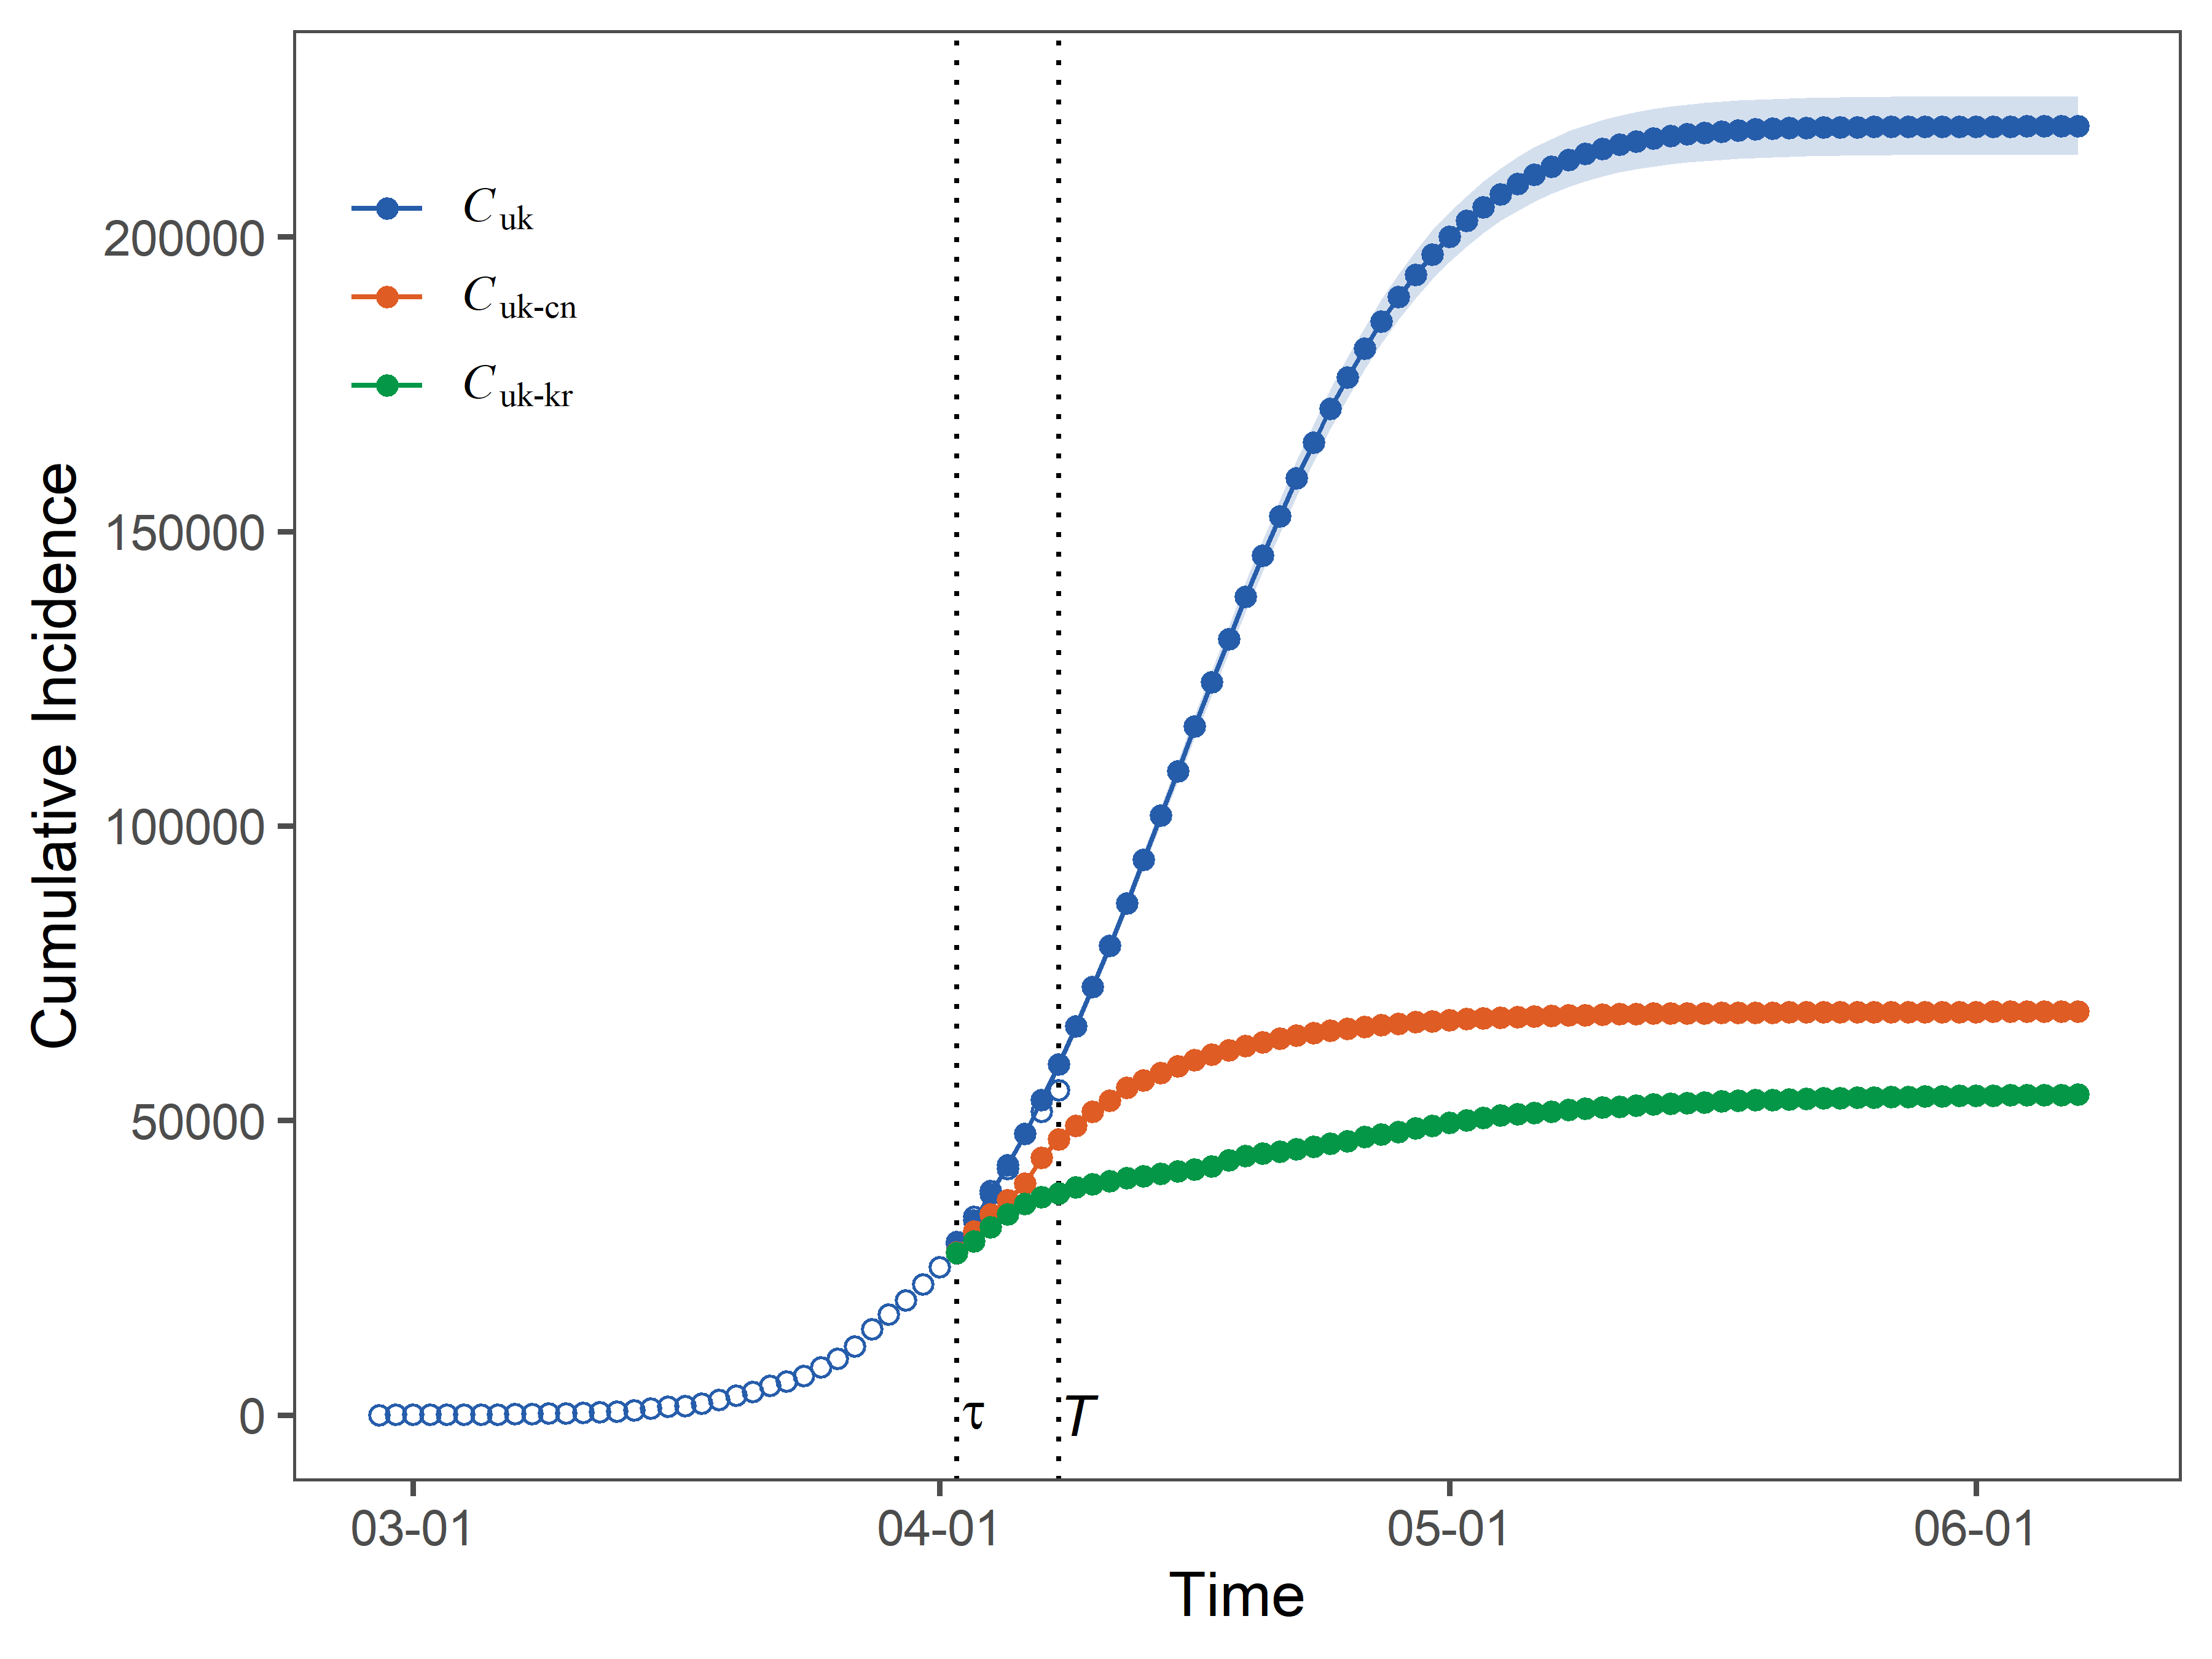 C uk
C uk-cn
C uk-kr
Cumulative Incidence
200000
150000
100000
50000
0
τ
T
03-01
04-01
05-01
06-01
Time